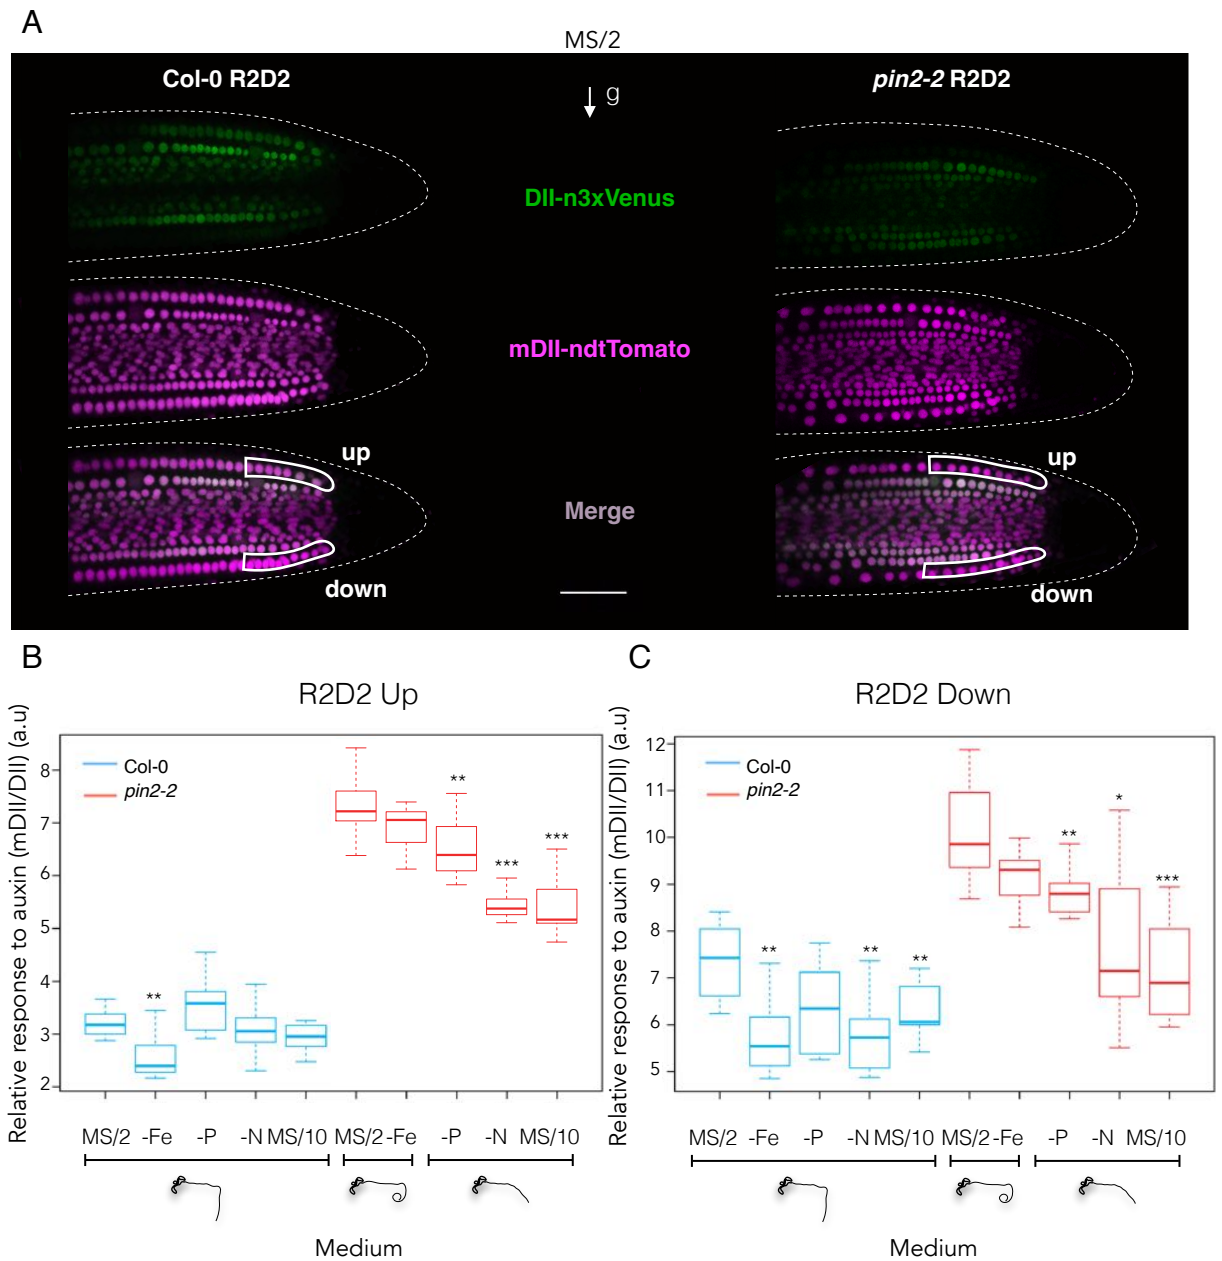 A
MS/2
Col-0 R2D2
g
pin2-2 R2D2
DII-n3xVenus
mDII-ndtTomato
up
up
Merge
down
down
B
C
R2D2 Up
R2D2 Down
Relative response to auxin (mDII/DII) (a.u)
8
7
6
5
4
3
2
Col-0
pin2-2
**
**
***
***
MS/2 -Fe -P -N MS/10 MS/2 -Fe -P -N MS/10
Medium
Relative response to auxin (mDII/DII) (a.u)
12
11
10
9
8
7
6
5
Col-0
pin2-2
**
**
**
**
*
***
MS/2 -Fe -P -N MS/10 MS/2 -Fe -P -N MS/10
Medium